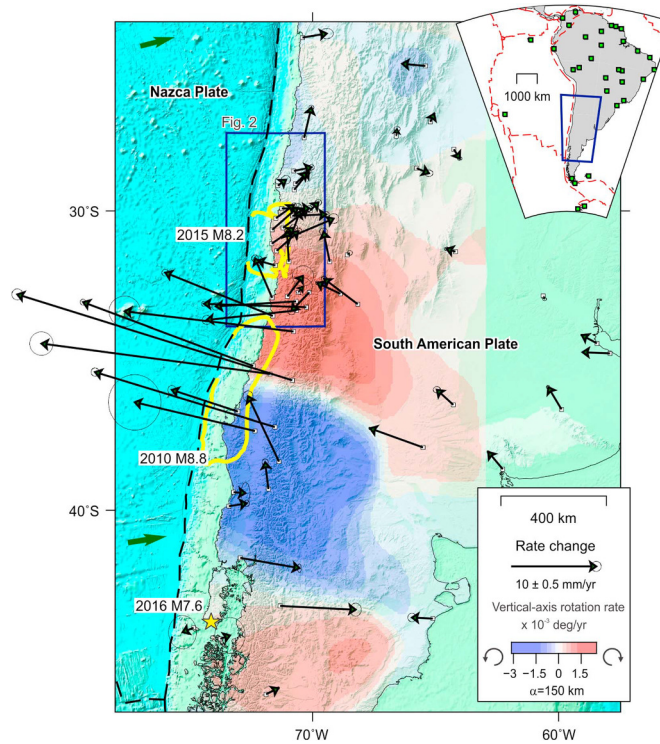 Nazca Plate
Fig. 2
1000 km
30°S
2015 M8.2
South American Plate
2010 M8.8
40°S
400 km
Rate change
10 ± 0.5 mm/yr
2016 M7.6
Vertical-axis rotation rate
x 10⁻³ deg/yr
−3 −1.5 0 1.5
α=150 km
70°W
60°W